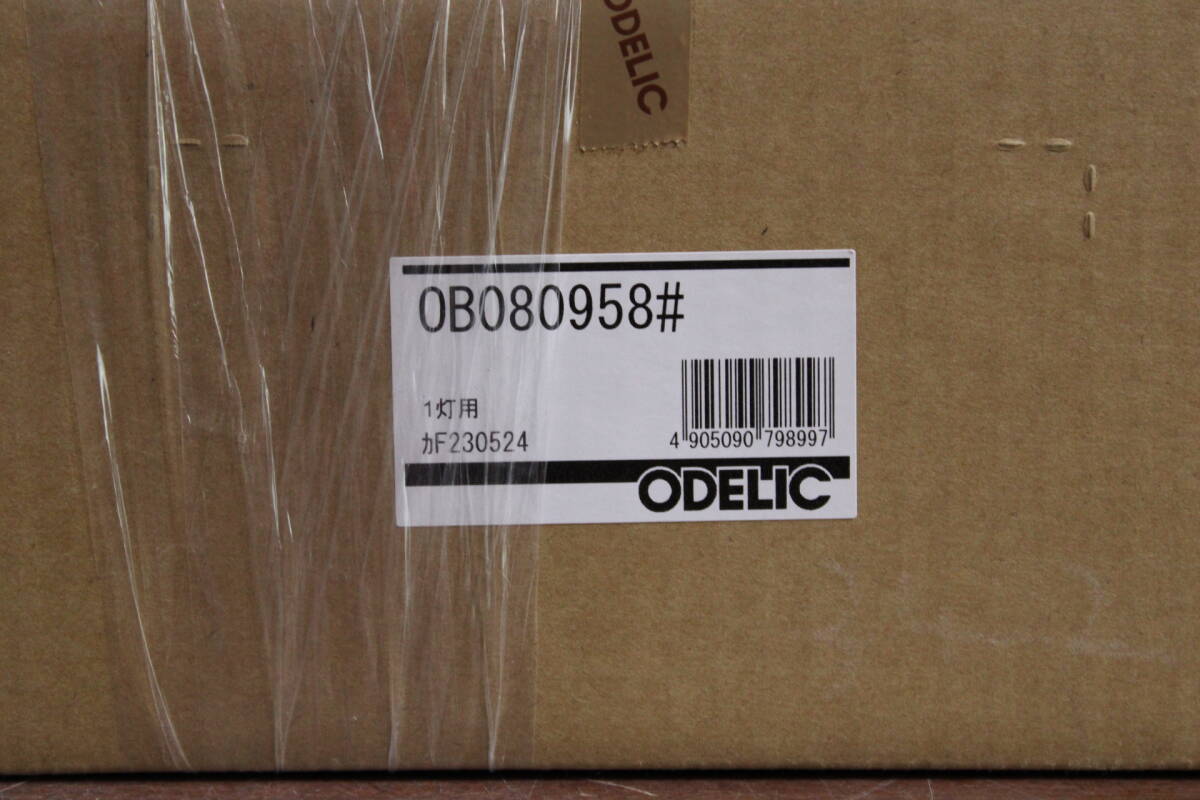 ODELIC
OB080958#
1灯用
ｶF230524
4 905090 798997
ODELIC